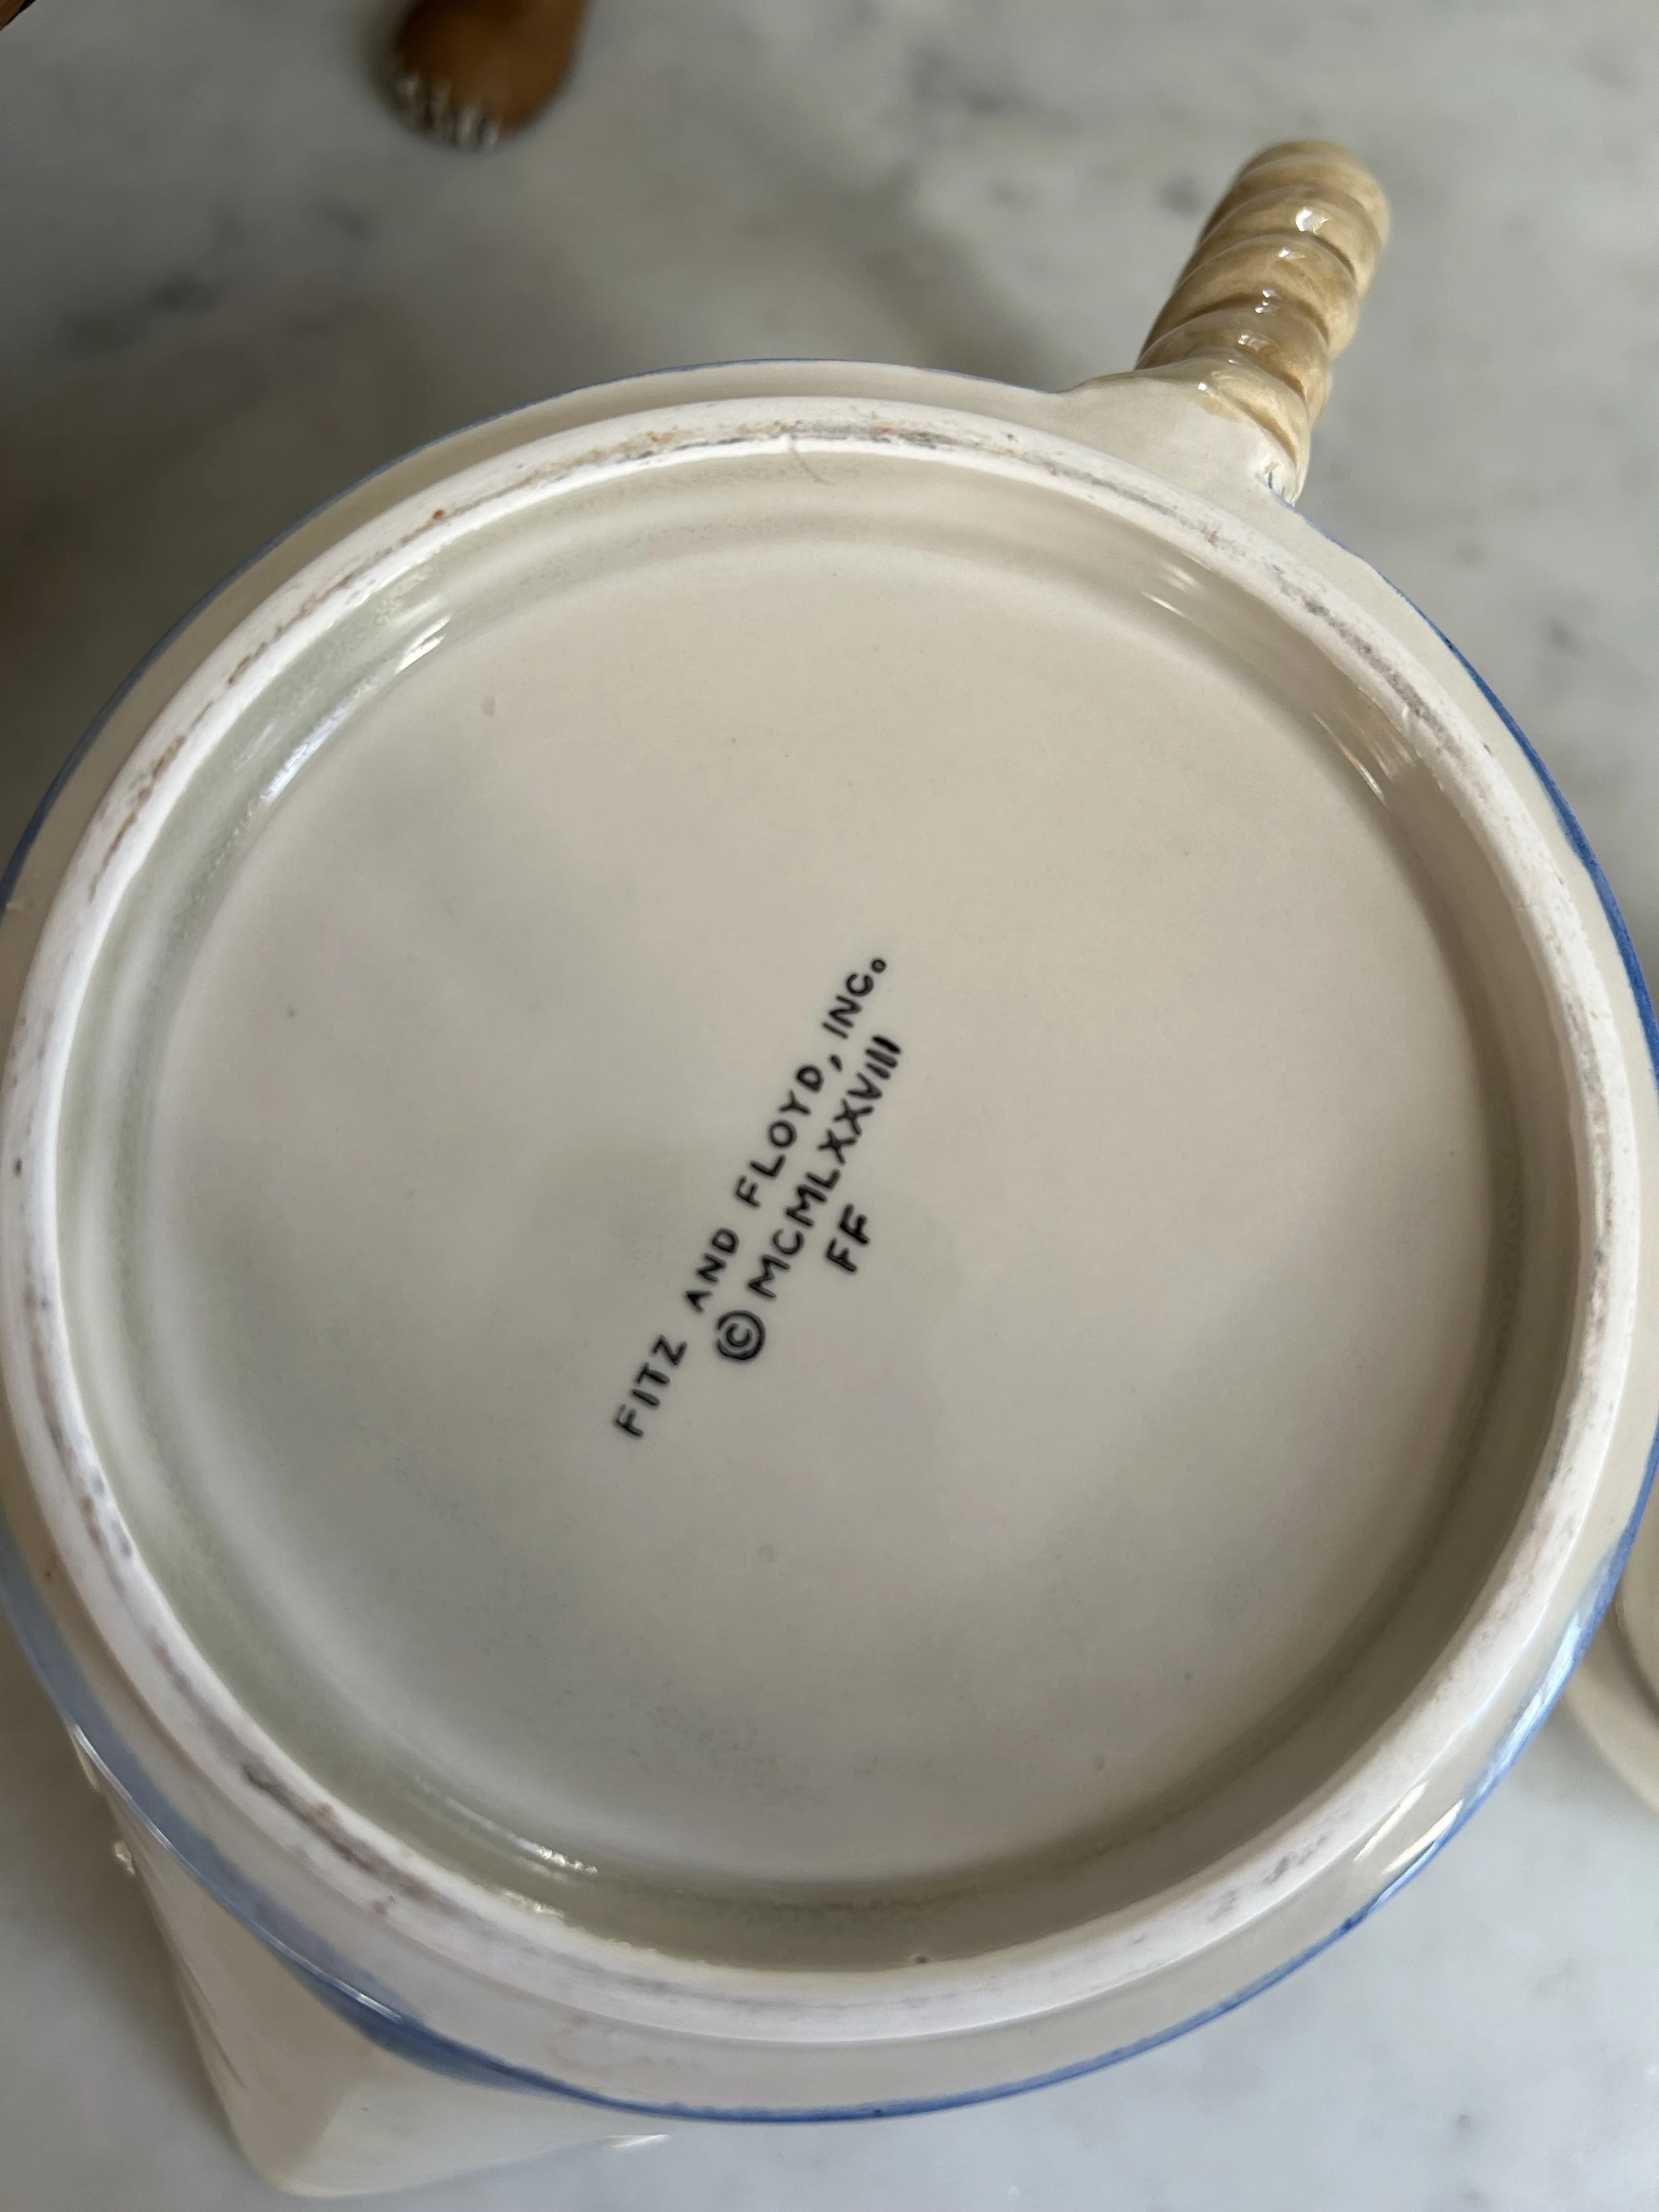 FITZ AND FLOYD, INC.
© MCMLXXVIII
FF